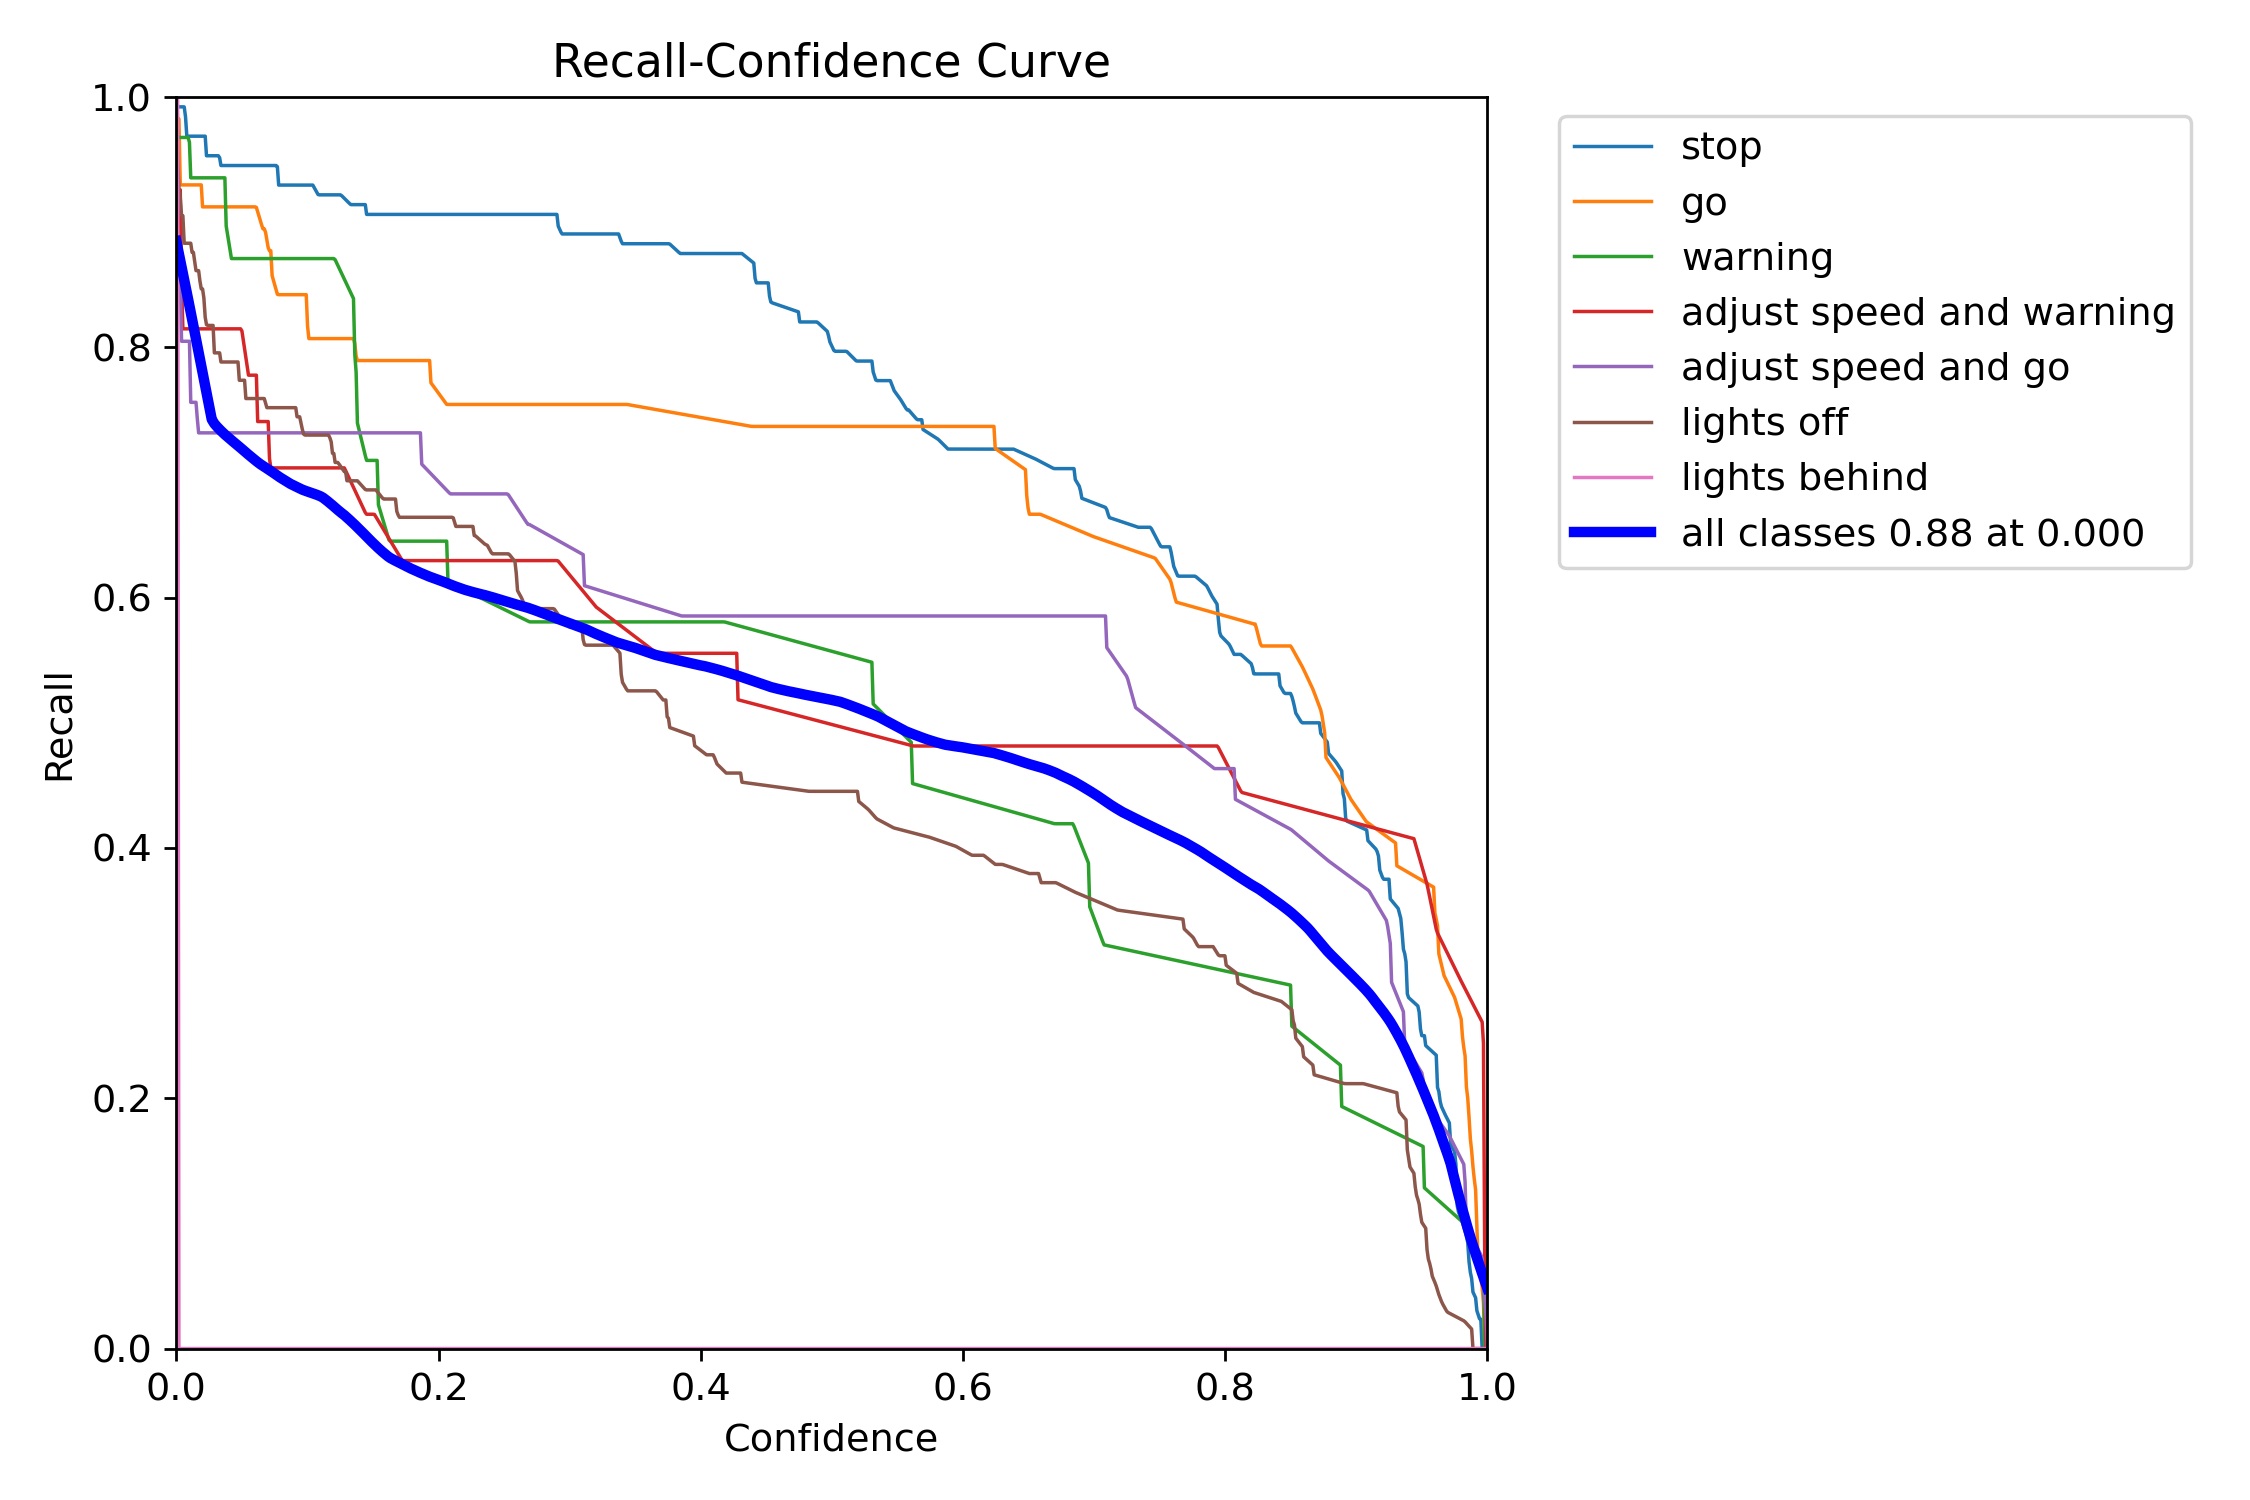 Recall-Confidence Curve
1.0
0.8
0.6
0.4
0.2
0.0
Recall
0.0 0.2 0.4 0.6 0.8 1.0
Confidence
stop
go
warning
adjust speed and warning
adjust speed and go
lights off
lights behind
all classes 0.88 at 0.000